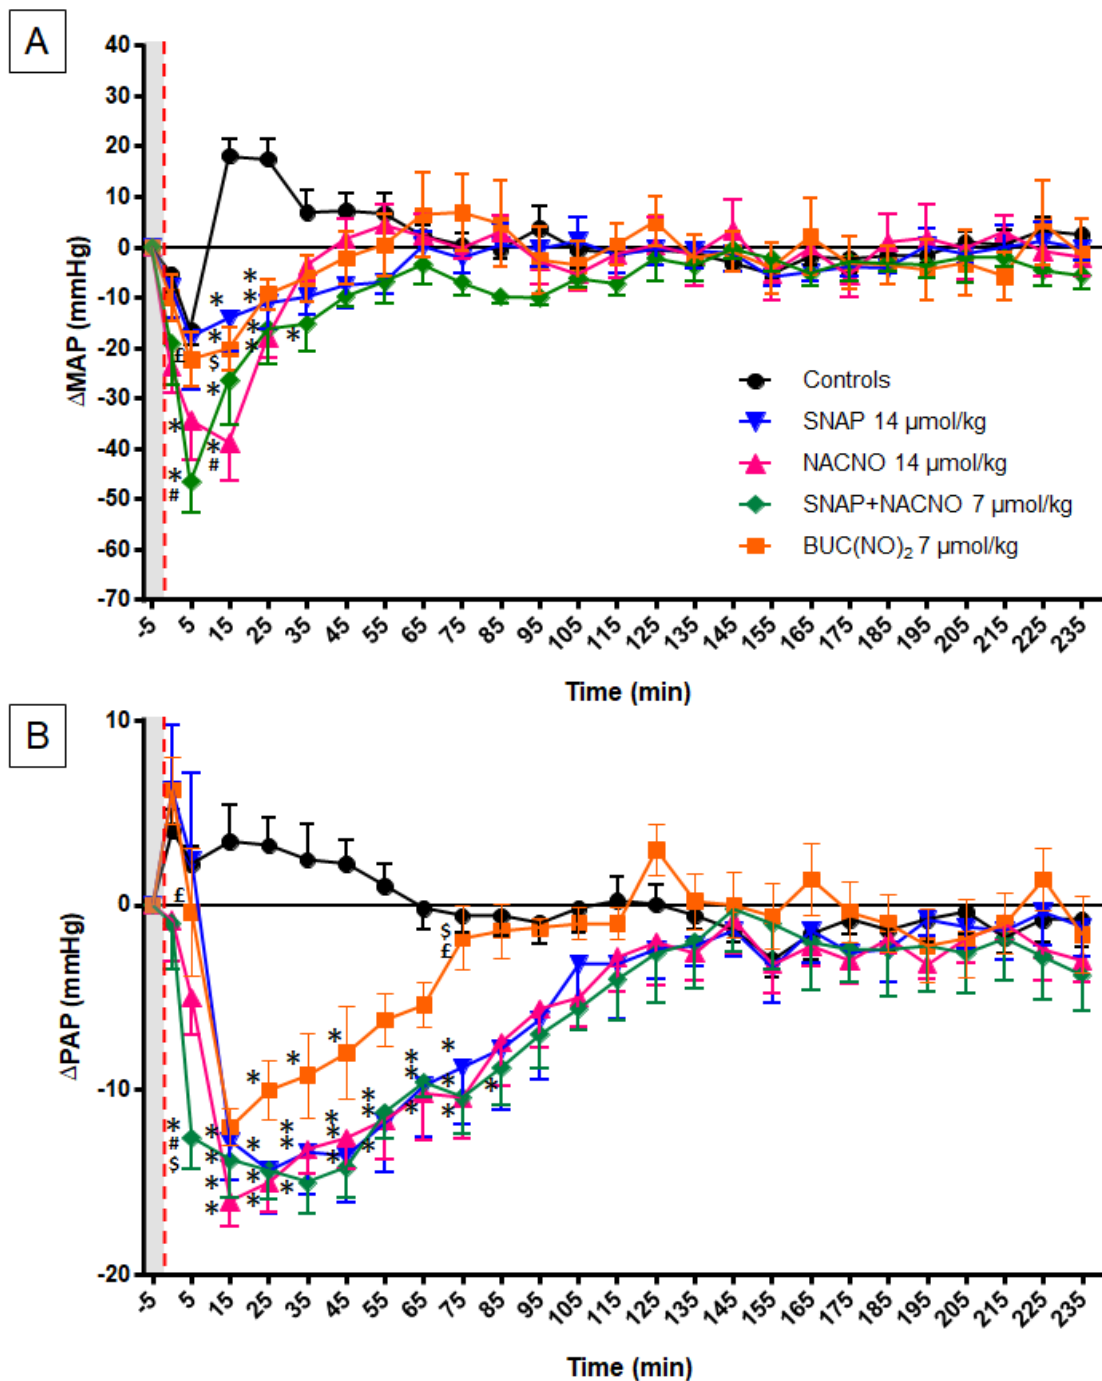 A
40
30
20
10
0
-10
-20
-30
-40
-50
-60
-70
ΔMAP (mmHg)
* * $ * * # * * * * * £ * * #
Controls
SNAP 14 µmol/kg
NACNO 14 µmol/kg
SNAP+NACNO 7 µmol/kg
BUC(NO)₂ 7 µmol/kg
-5 5 15 25 35 45 55 65 75 85 95 105 115 125 135 145 155 165 175 185 195 205 215 225 235
Time (min)
B
10
0
-10
-20
ΔPAP (mmHg)
£
$
£
*
#
$
-5 5 15 25 35 45 55 65 75 85 95 105 115 125 135 145 155 165 175 185 195 205 215 225 235
Time (min)